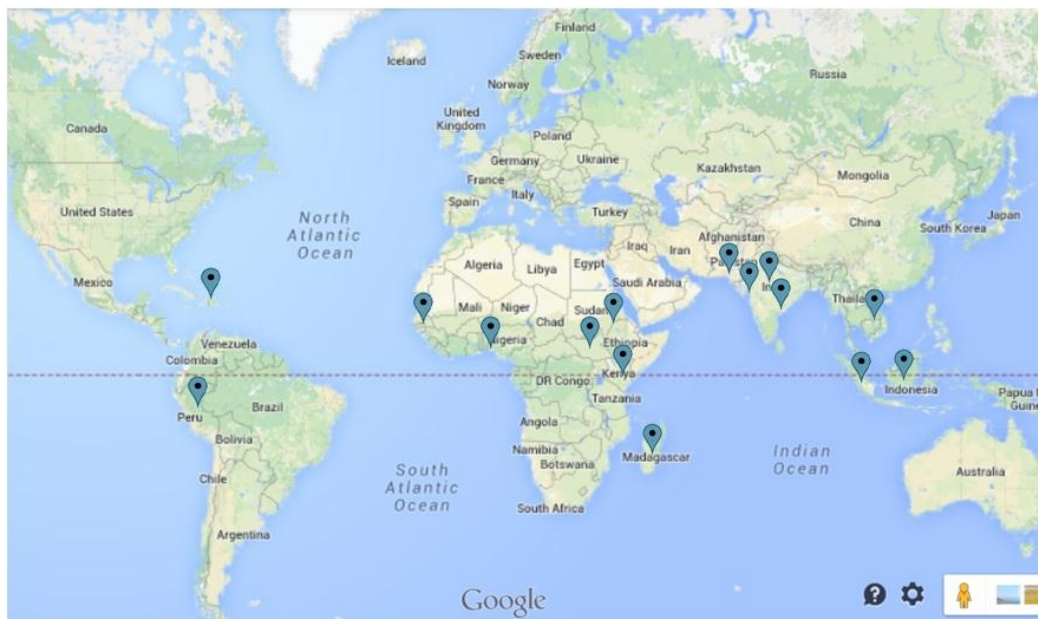 Finland
Iceland
Sweden
Russia
Norway
United
Kingdom
Canada
Poland
Germany
Ukraine
Kazakhstan
France
Mongolia
Italy
Spain
Turkey
United States
North
Atlantic
Ocean
China
Japan
South Korea
Afghanistan
Iraq
Iran
Algeria
Libya
Egypt
Mexico
Saudi Arabia
Mali
Niger
Chad
Sudan
Venezuela
Ethiopia
Colombia
DR Congo
Kenya
Indonesia
Papua
Tanzania
Peru
Brazil
Angola
Bolivia
Namibia
Madagascar
Botswana
Indian
Ocean
South
Atlantic
Ocean
Chile
Australia
South Africa
Argentina
Google